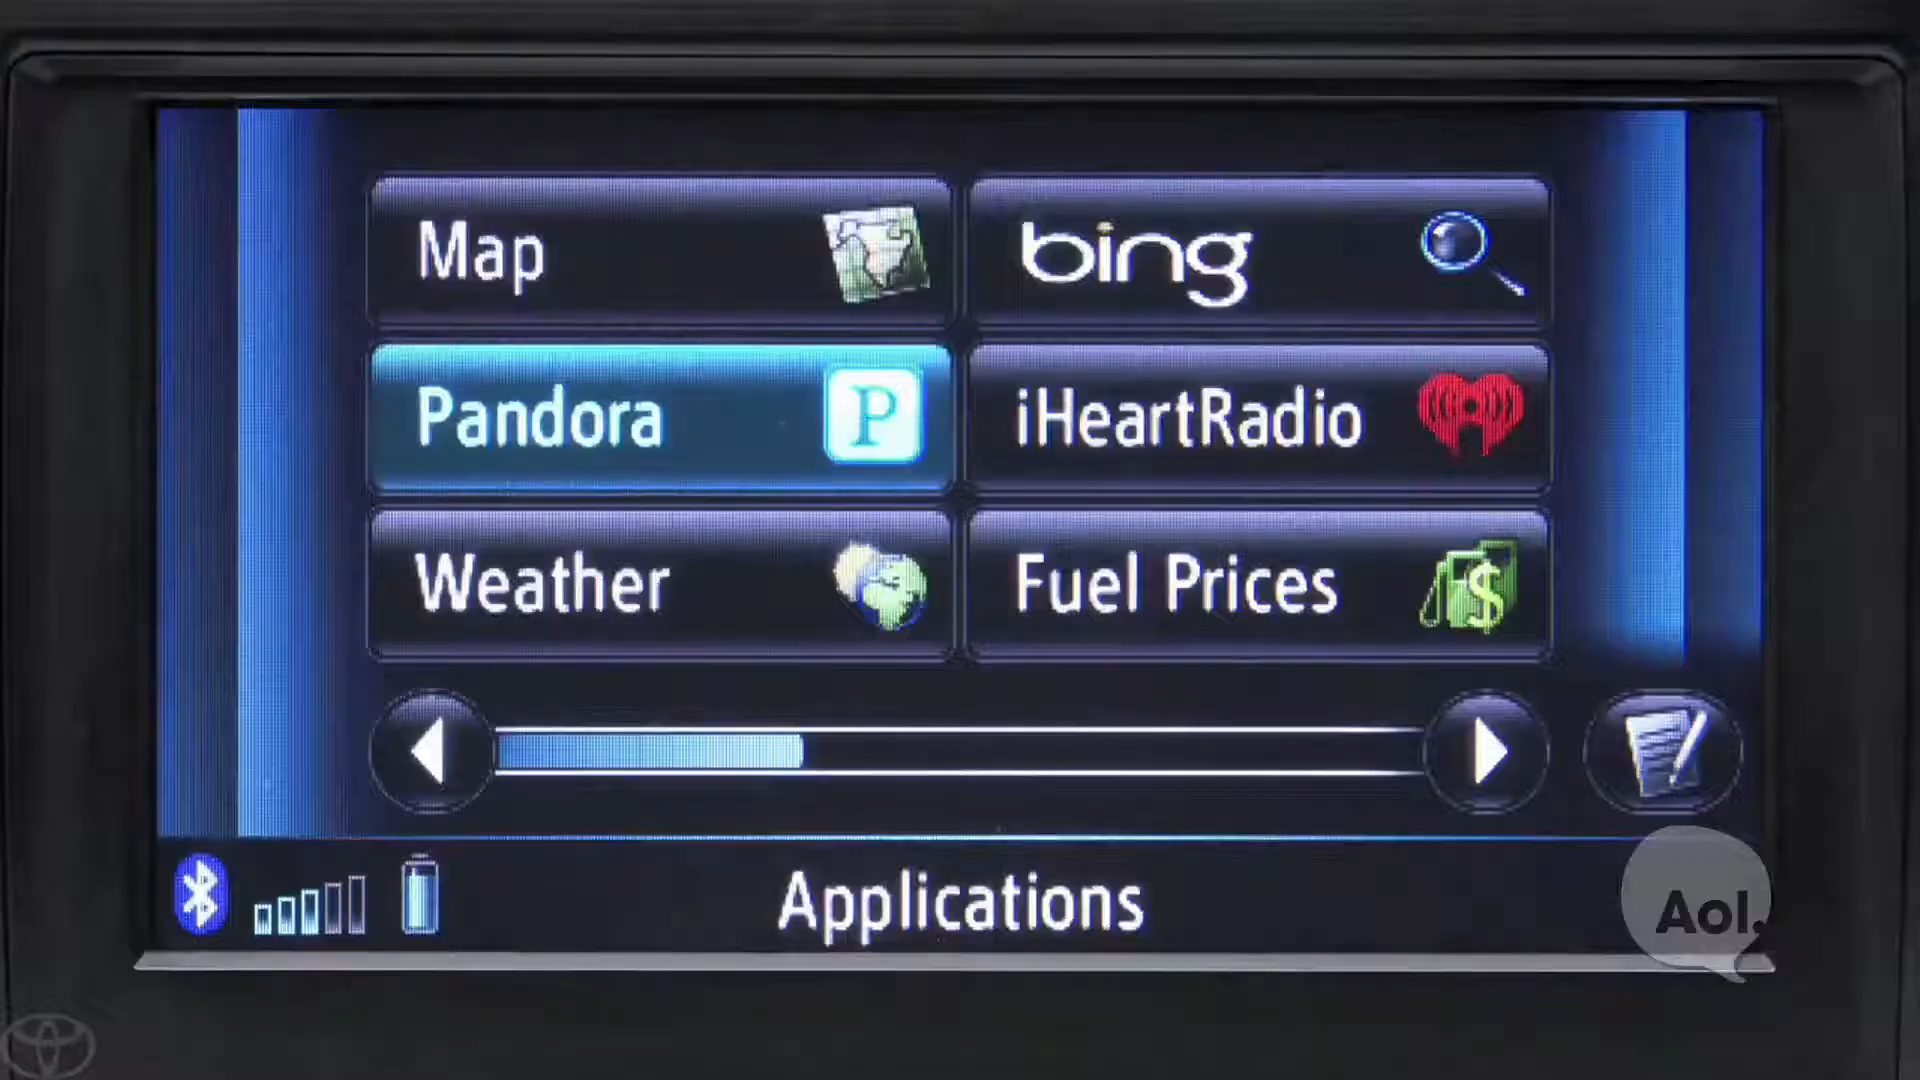 Map
bing
Pandora
P
iHeartRadio
Weather
Fuel Prices
$
Applications
Aol.